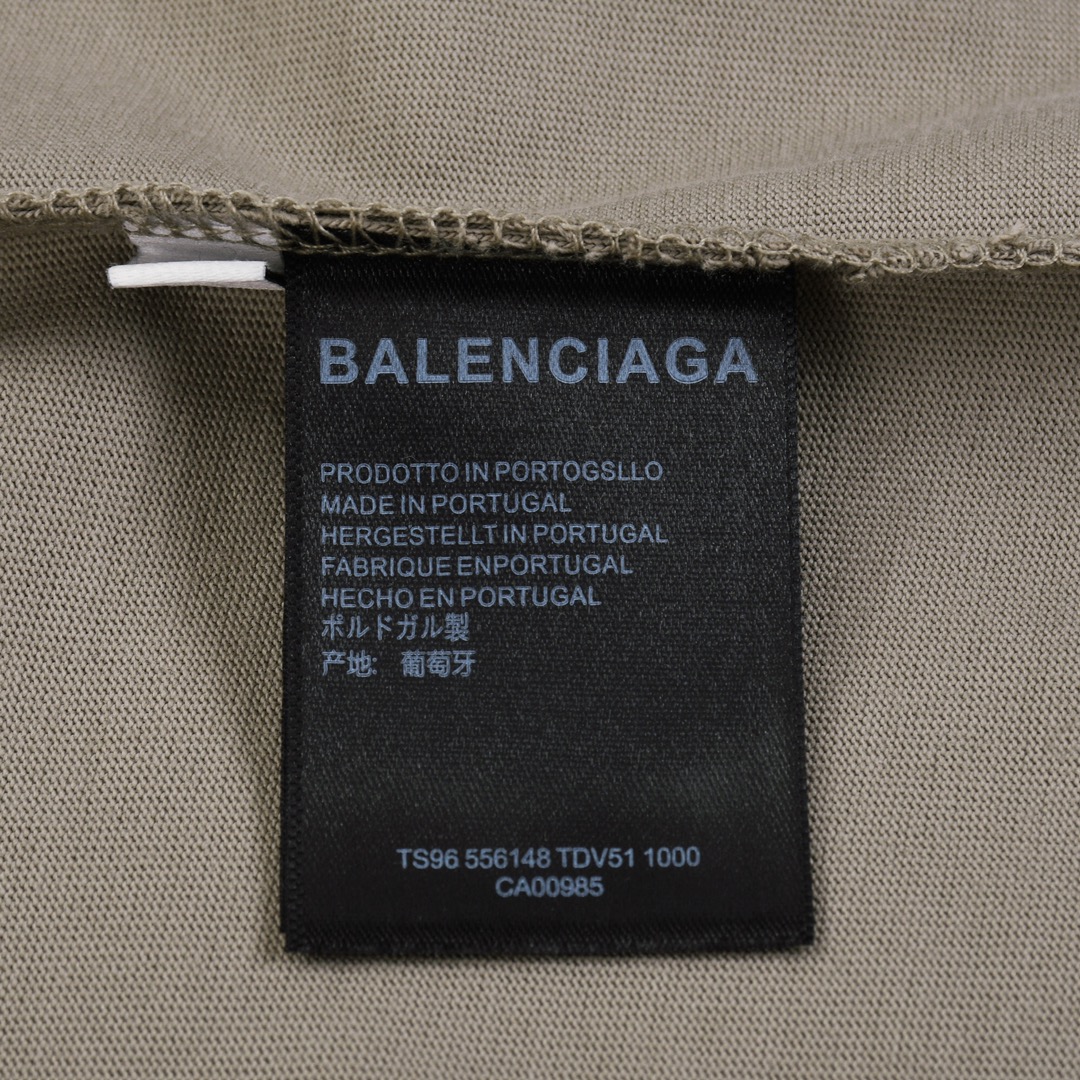 BALENCIAGA
PRODOTTO IN PORTOGSLLO
MADE IN PORTUGAL
HERGESTELLT IN PORTUGAL
FABRIQUE ENPORTUGAL
HECHO EN PORTUGAL
ポルドガル製
产地: 葡萄牙
TS96 556148 TDV51 1000
CA00985